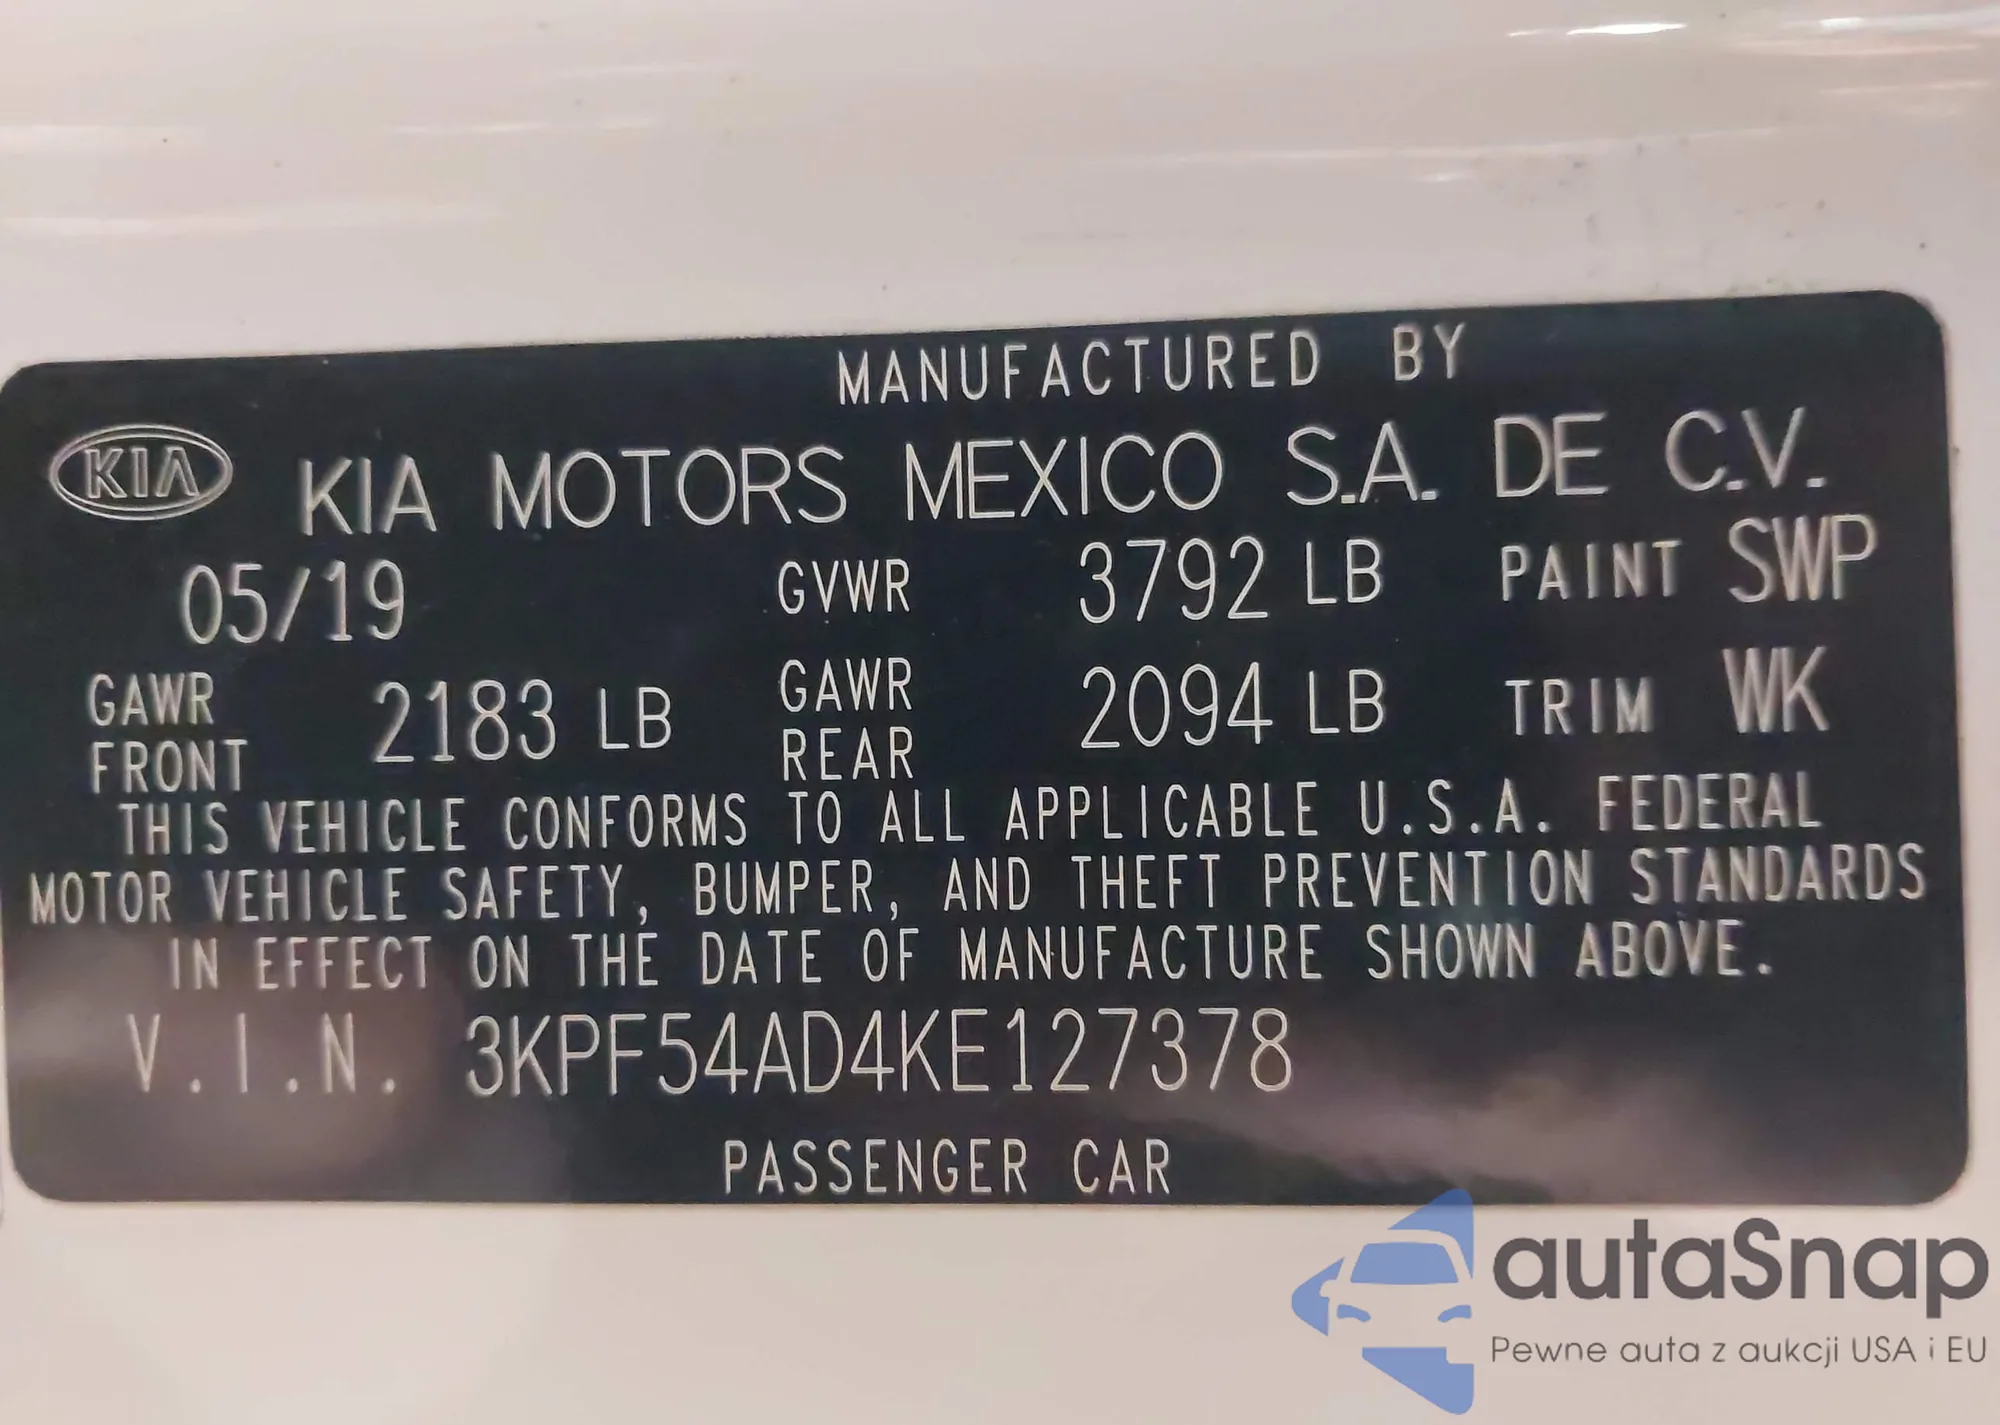 MANUFACTURED BY
KIA KIA MOTORS MEXICO S.A. DE C.V.
05/19 GVWR 3792 LB PAINT SWP
GAWR FRONT 2183 LB GAWR REAR 2094 LB TRIM WK
THIS VEHICLE CONFORMS TO ALL APPLICABLE U.S.A. FEDERAL
MOTOR VEHICLE SAFETY, BUMPER, AND THEFT PREVENTION STANDARDS
IN EFFECT ON THE DATE OF MANUFACTURE SHOWN ABOVE.
V.I.N. 3KPF54AD4KE127378
PASSENGER CAR
autaSnap
Pewne auta z aukcji USA i EU